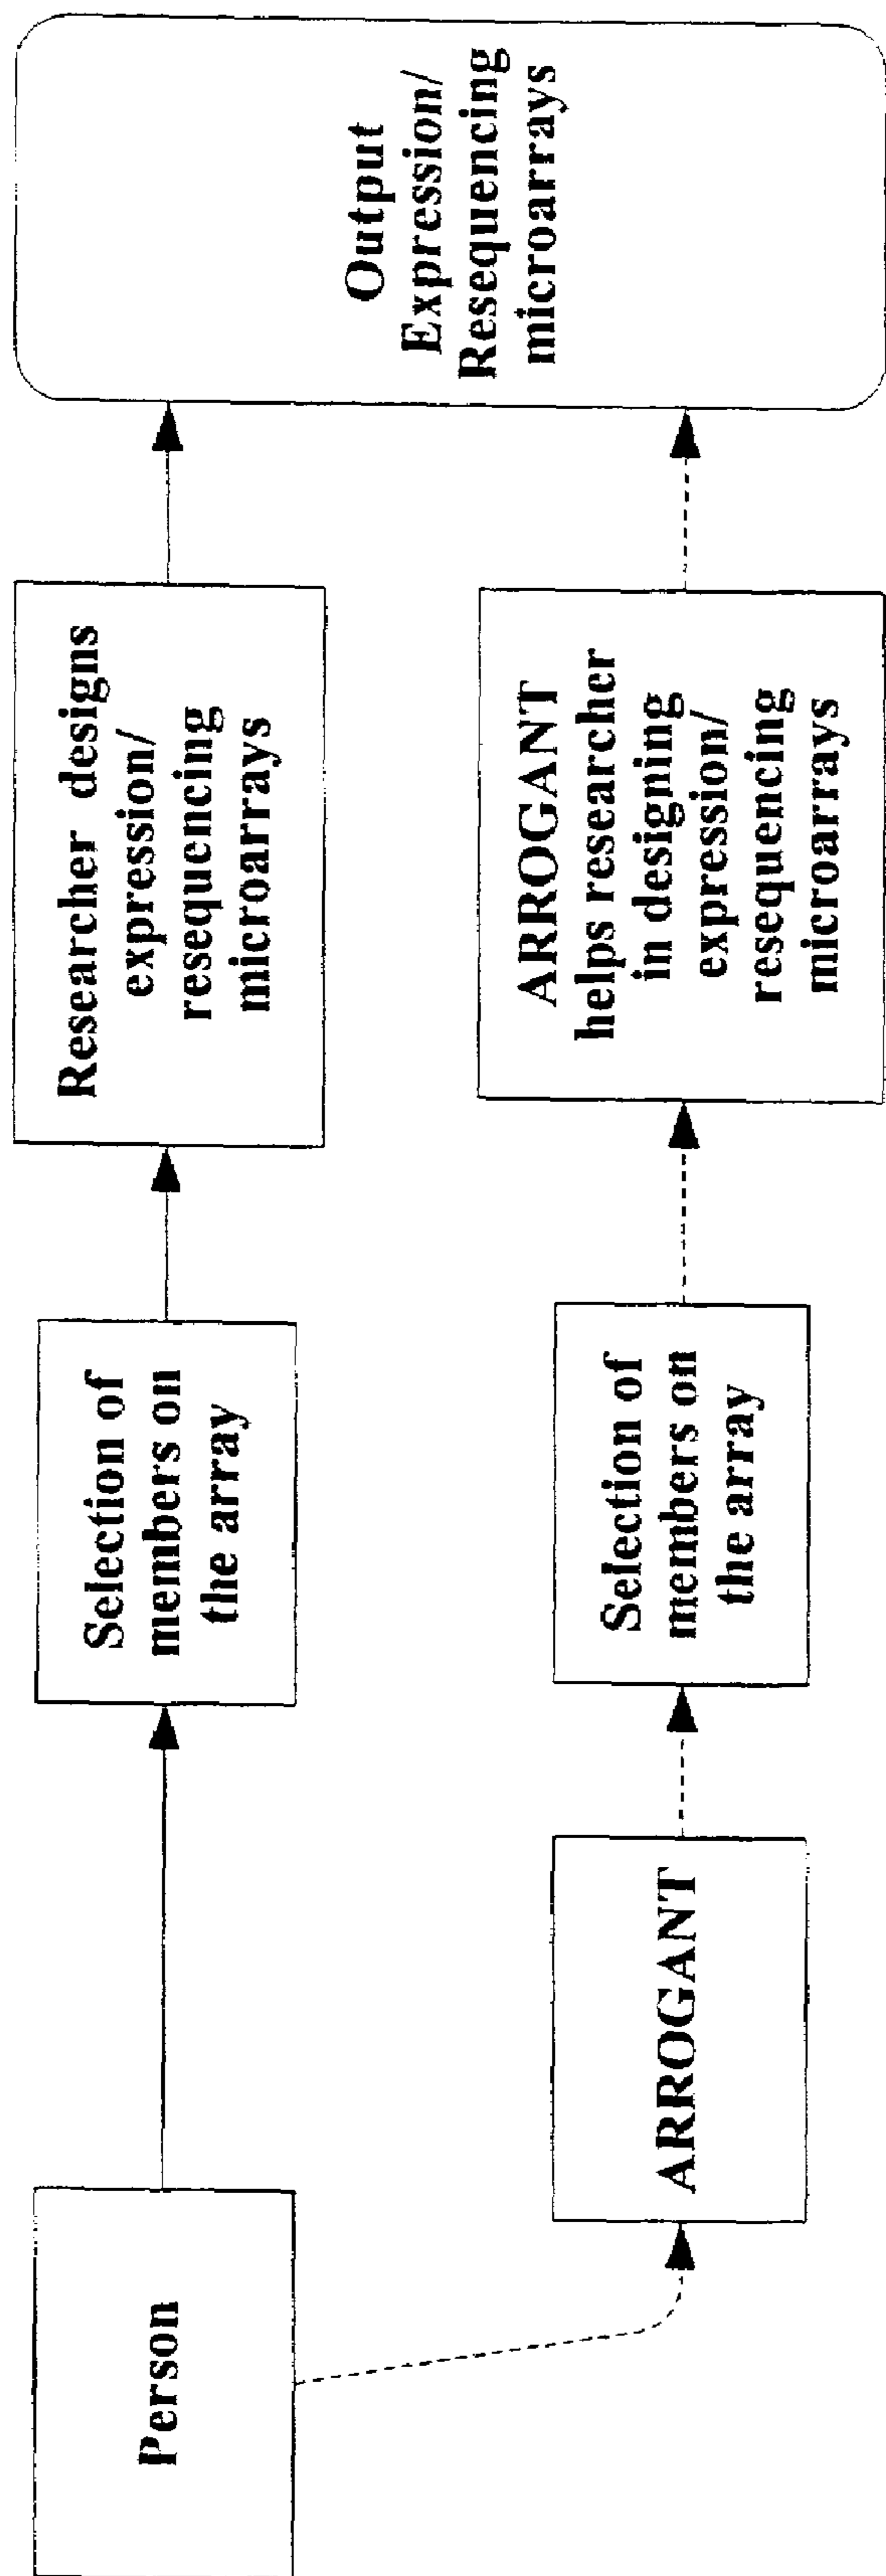 Person
Selection of
members on
the array
Researcher designs
expression/
resequencing
microarrays
ARROGANT
Selection of
members on
the array
ARROGANT
helps researcher
in designing
expression/
resequencing
microarrays
Output
Expression/
Resequencing
microarrays